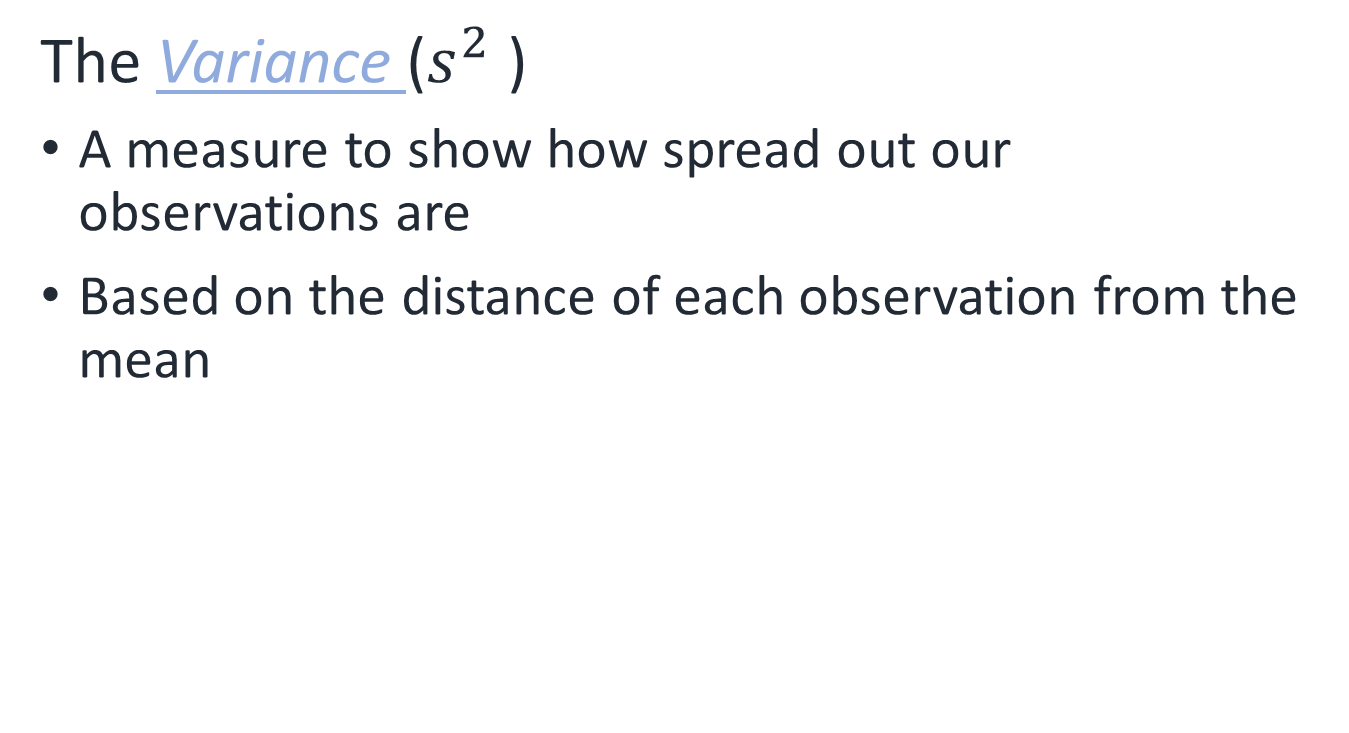 The Variance (s² )
• A measure to show how spread out our
observations are
• Based on the distance of each observation from the
mean